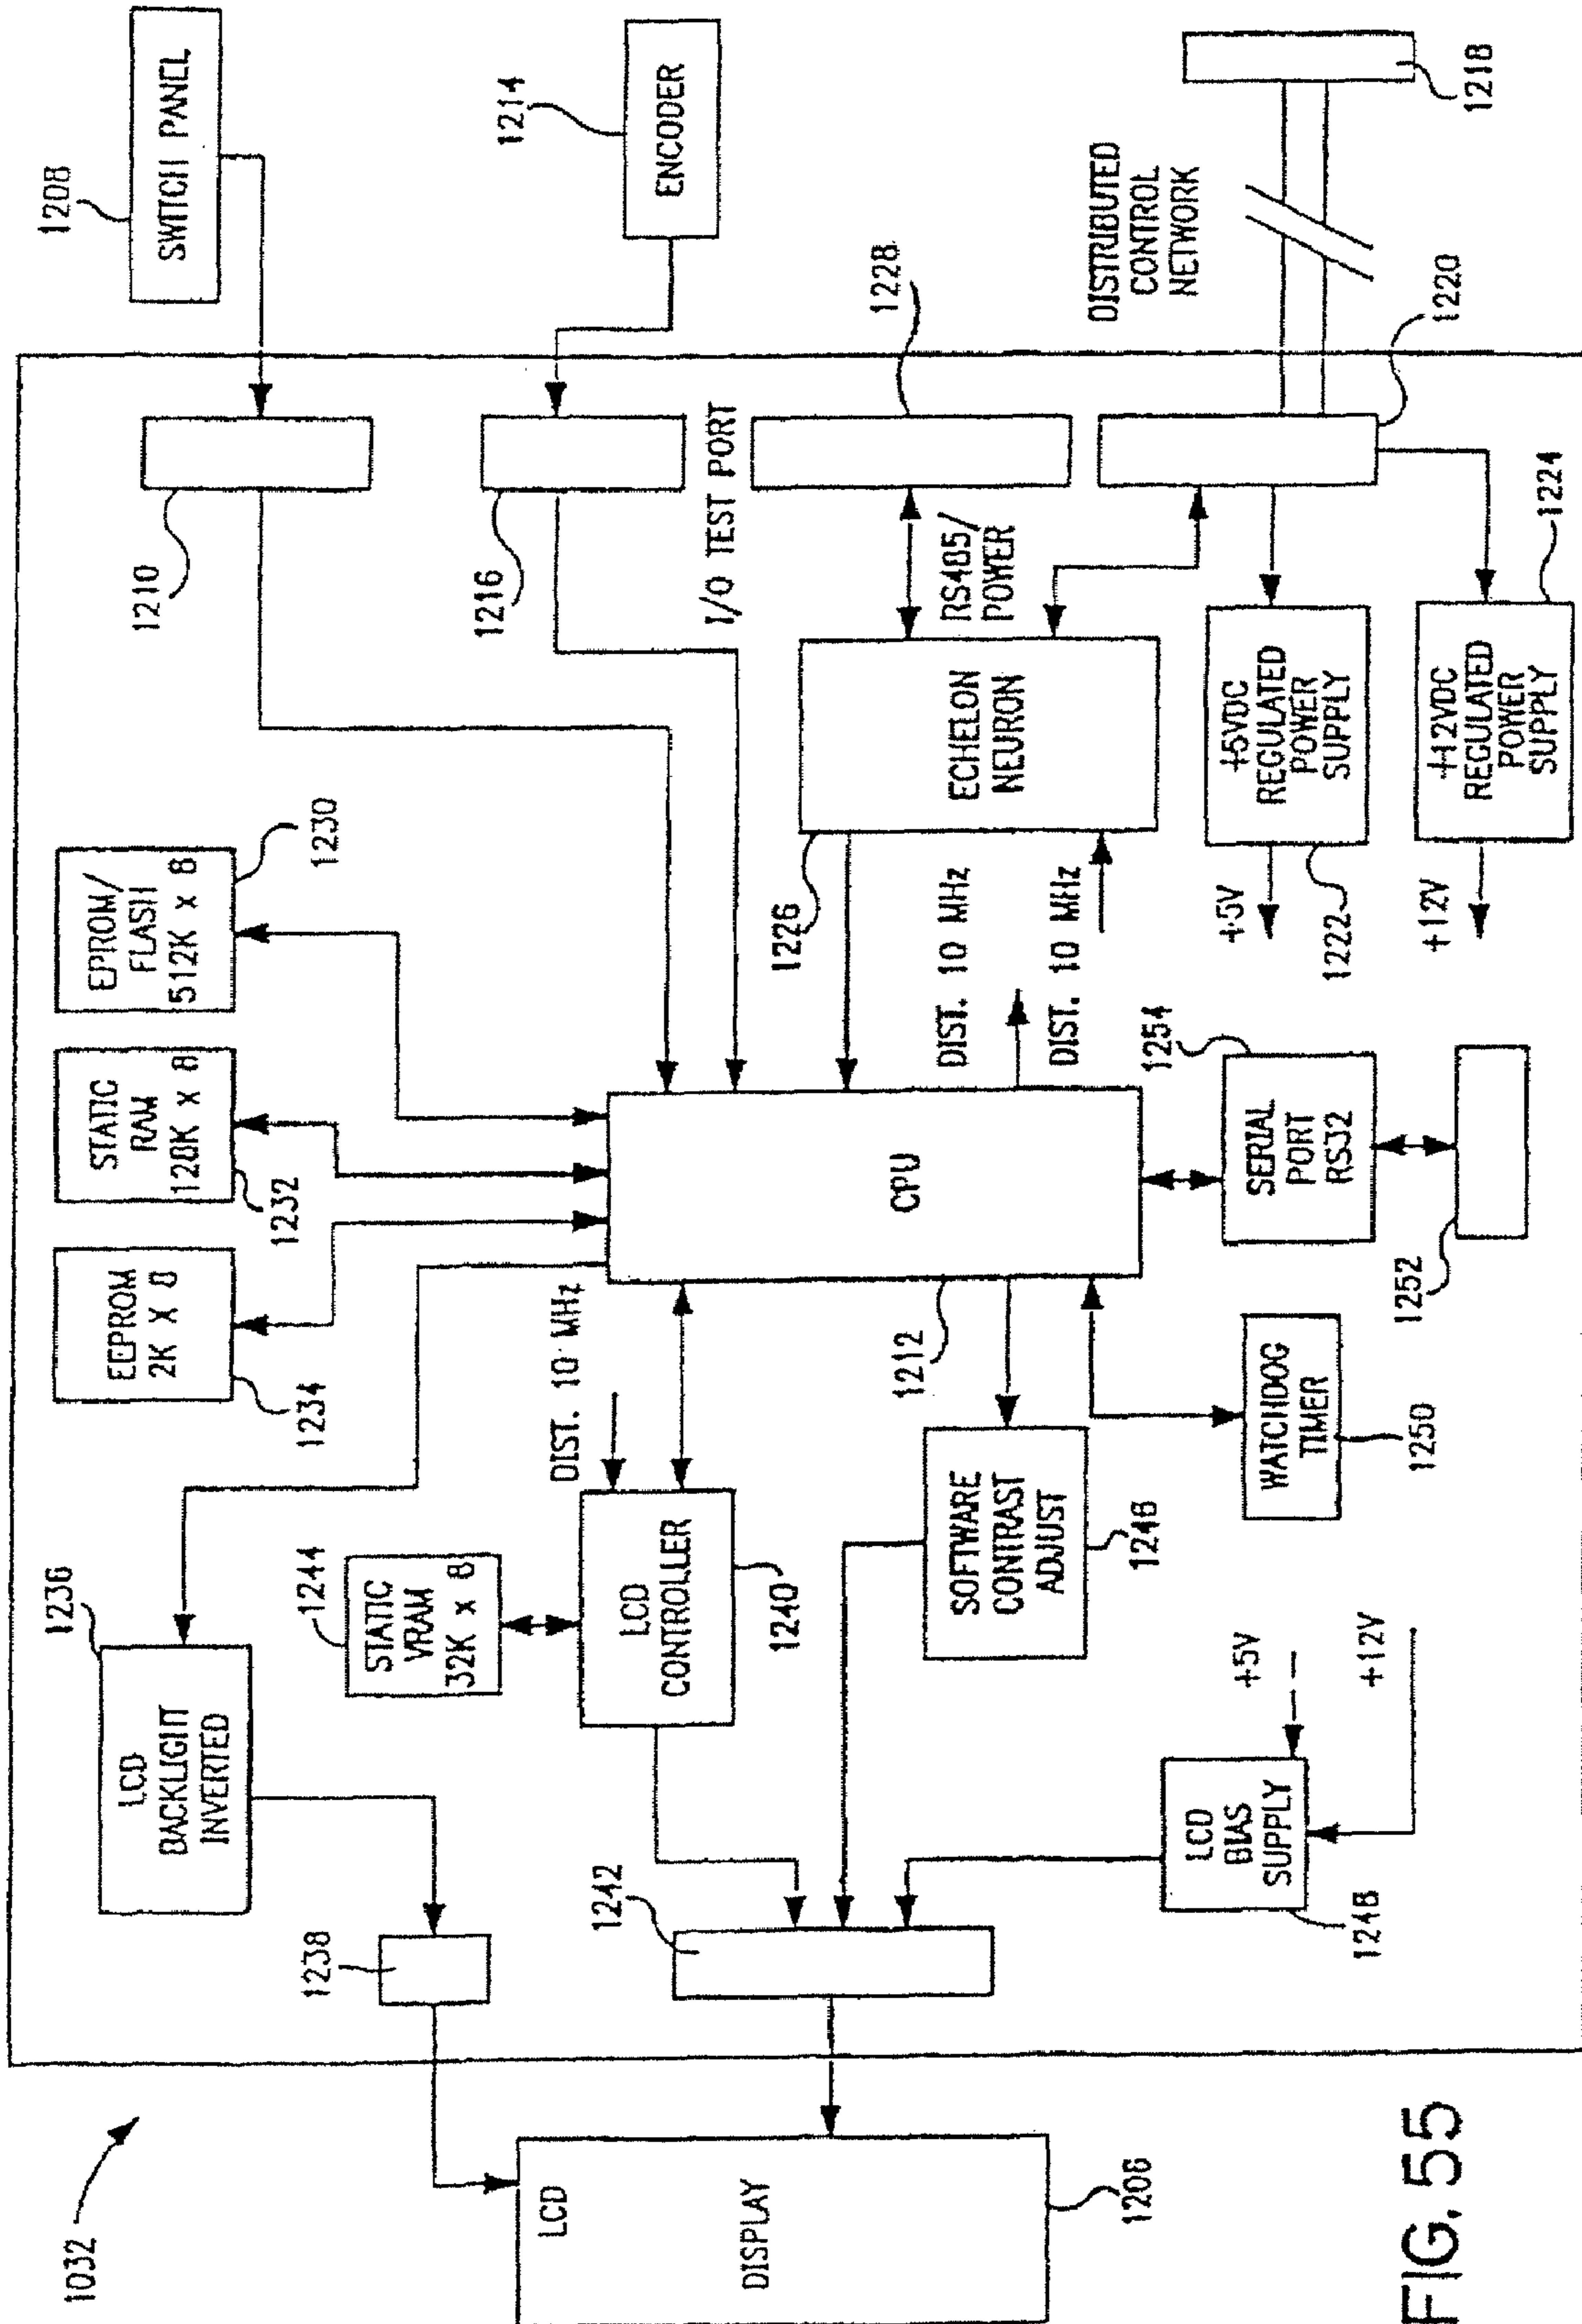 1032
1236
LCD
BACKLIGHT
INVERTED
1238
EEPROM
2K X 8
1234
STATIC
RAM
128K x 8
1232
EPROM/
FLASH
512K x 8
1230
1208
SWITCH PANEL
1210
1244
STATIC
VRAM
32K x 8
LCD
DISPLAY
1206
1242
LCD
CONTROLLER
1240
DIST. 10 MHz
1216
1214
ENCODER
I/O TEST PORT
CPU
1212
1226
ECHELON
NEURON
RS485/
POWER
1228
DIST. 10 MHz
DIST. 10 MHz
SOFTWARE
CONTRAST
ADJUST
1246
DISTRIBUTED
CONTROL
NETWORK
1218
1220
LCD
BIAS
SUPPLY
1248
+5V
+12V
WATCHDOG
TIMER
1250
1254
SERIAL
PORT
RS32
1252
+5V
+5VDC
REGULATED
POWER
SUPPLY
1222
+12V
+12VDC
REGULATED
POWER
SUPPLY
1224
FIG. 55